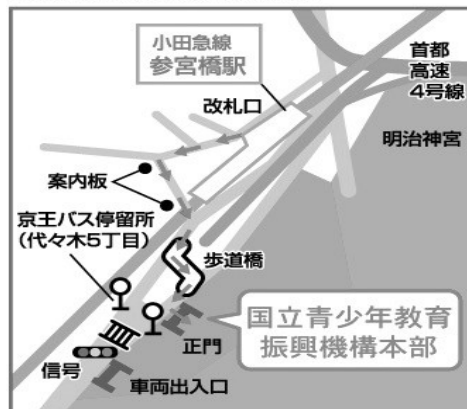 小田急線
参宮橋駅
首都
高速
4号線
改札口
明治神宮
案内板
京王バス停留所
（代々木5丁目）
歩道橋
国立青少年教育
振興機構本部
正門
信号
車両出入口